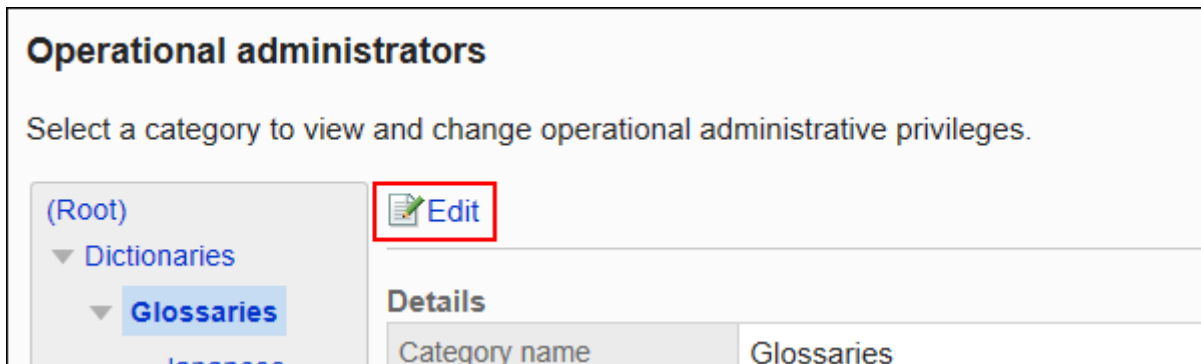 Operational administrators
Select a category to view and change operational administrative privileges.
(Root)
Edit
Dictionaries
Glossaries
Details
Category name
Glossaries